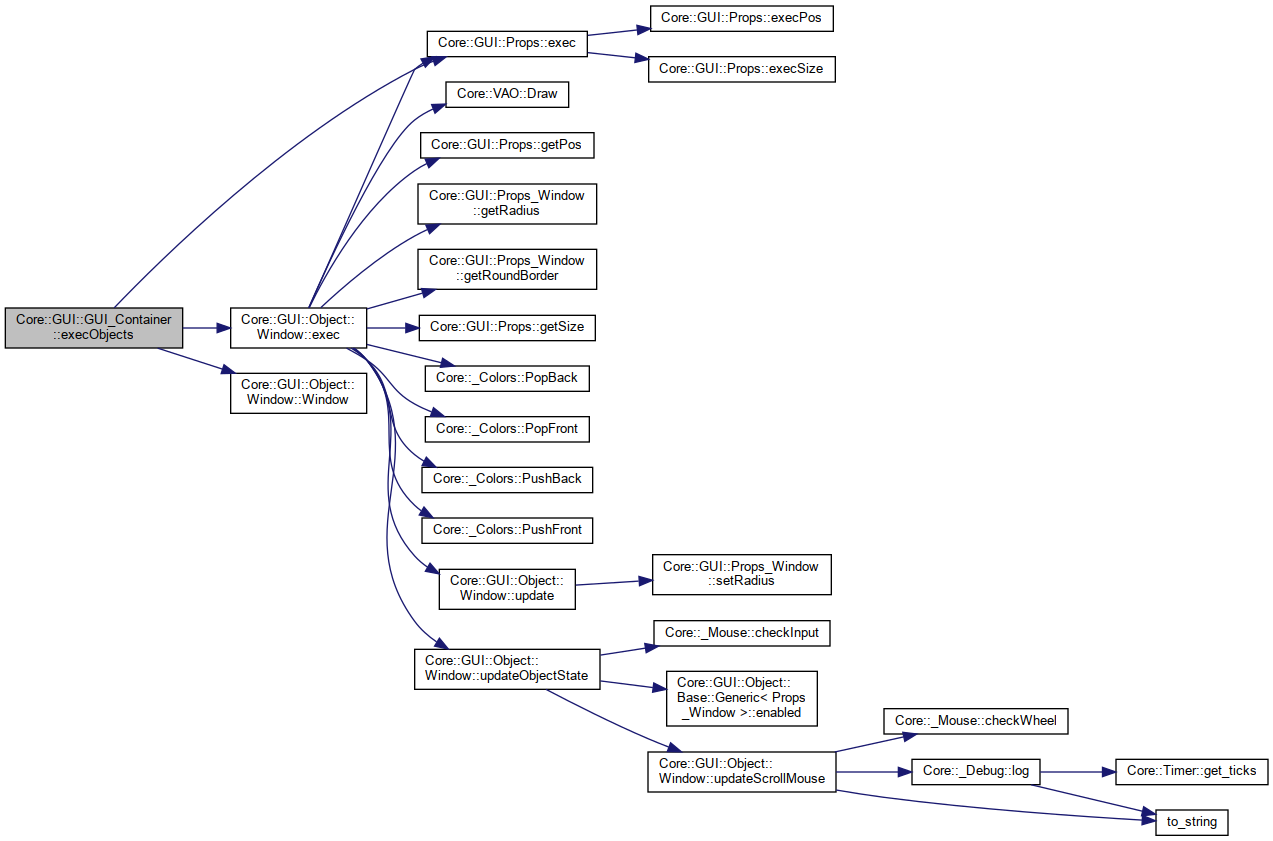 Core::GUI::GUI_Container
::execObjects
Core::GUI::Props::exec
Core::GUI::Props::execPos
Core::GUI::Props::execSize
Core::GUI::Object::
Window::exec
Core::VAO::Draw
Core::GUI::Props::getPos
Core::GUI::Props_Window
::getRadius
Core::GUI::Props_Window
::getRoundBorder
Core::GUI::Props::getSize
Core::_Colors::PopBack
Core::_Colors::PopFront
Core::_Colors::PushBack
Core::_Colors::PushFront
Core::GUI::Object::
Window::update
Core::GUI::Props_Window
::setRadius
Core::GUI::Object::
Window::updateObjectState
Core::_Mouse::checkInput
Core::GUI::Object::
Base::Generic< Props
_Window >::enabled
Core::GUI::Object::
Window::updateScrollMouse
Core::_Mouse::checkWheel
Core::_Debug::log
Core::Timer::get_ticks
to_string
Core::GUI::Object::
Window::Window